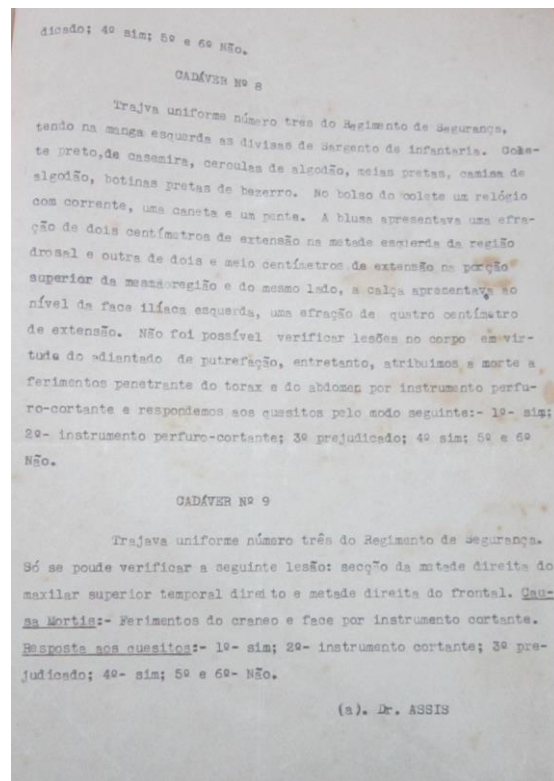 dicado; 4º sim; 5º e 6º Não.
CADÁVER Nº 8
Trajva uniforme número tres do Regimento de Segurança,
tendo na manga esquerda as divisas de Sargento de infantaria. Cole-
te preto, de casemira, ceroulas de algodão, meias pretas, camisa de
algodão, botinas pretas de bezerro. No bolso do colete um relógio
com corrente, uma caneta e um pente. A blusa apresentava uma efra-
ção de dois centímetros de extensão na metade esquerda da região
drosal e outra de dois e meio centímetros de extensão na porção
superior da mesma região e do mesmo lado, a calça apresentava ao
nível da face ilíaca esquerda, uma efração de quatro centímetro
de extensão. Não foi possível verificar lesões no corpo em vir-
tude do adiantado de putrefação, entretanto, atribuimos a morte a
ferimentos penetrante do torax e do abdomen por instrumento perfu-
ro-cortante e respondemos aos quesitos pelo modo seguinte:- 1º- sim;
2º- instrumento perfuro-cortante; 3º prejudicado; 4º sim; 5º e 6º
Não.
CADÁVER Nº 9
Trajava uniforme número três do Regimento de Segurança.
Só se poude verificar a seguinte lesão: secção da metade direita do
maxilar superior temporal direito e metade direita do frontal. Cau-
sa Mortis:- Ferimentos do craneo e face por instrumento cortante.
Resposta aos quesitos:- 1º- sim; 2º- instrumento cortante; 3º pre-
judicado; 4º- sim; 5º e 6º- Não.
(a). Dr. ASSIS